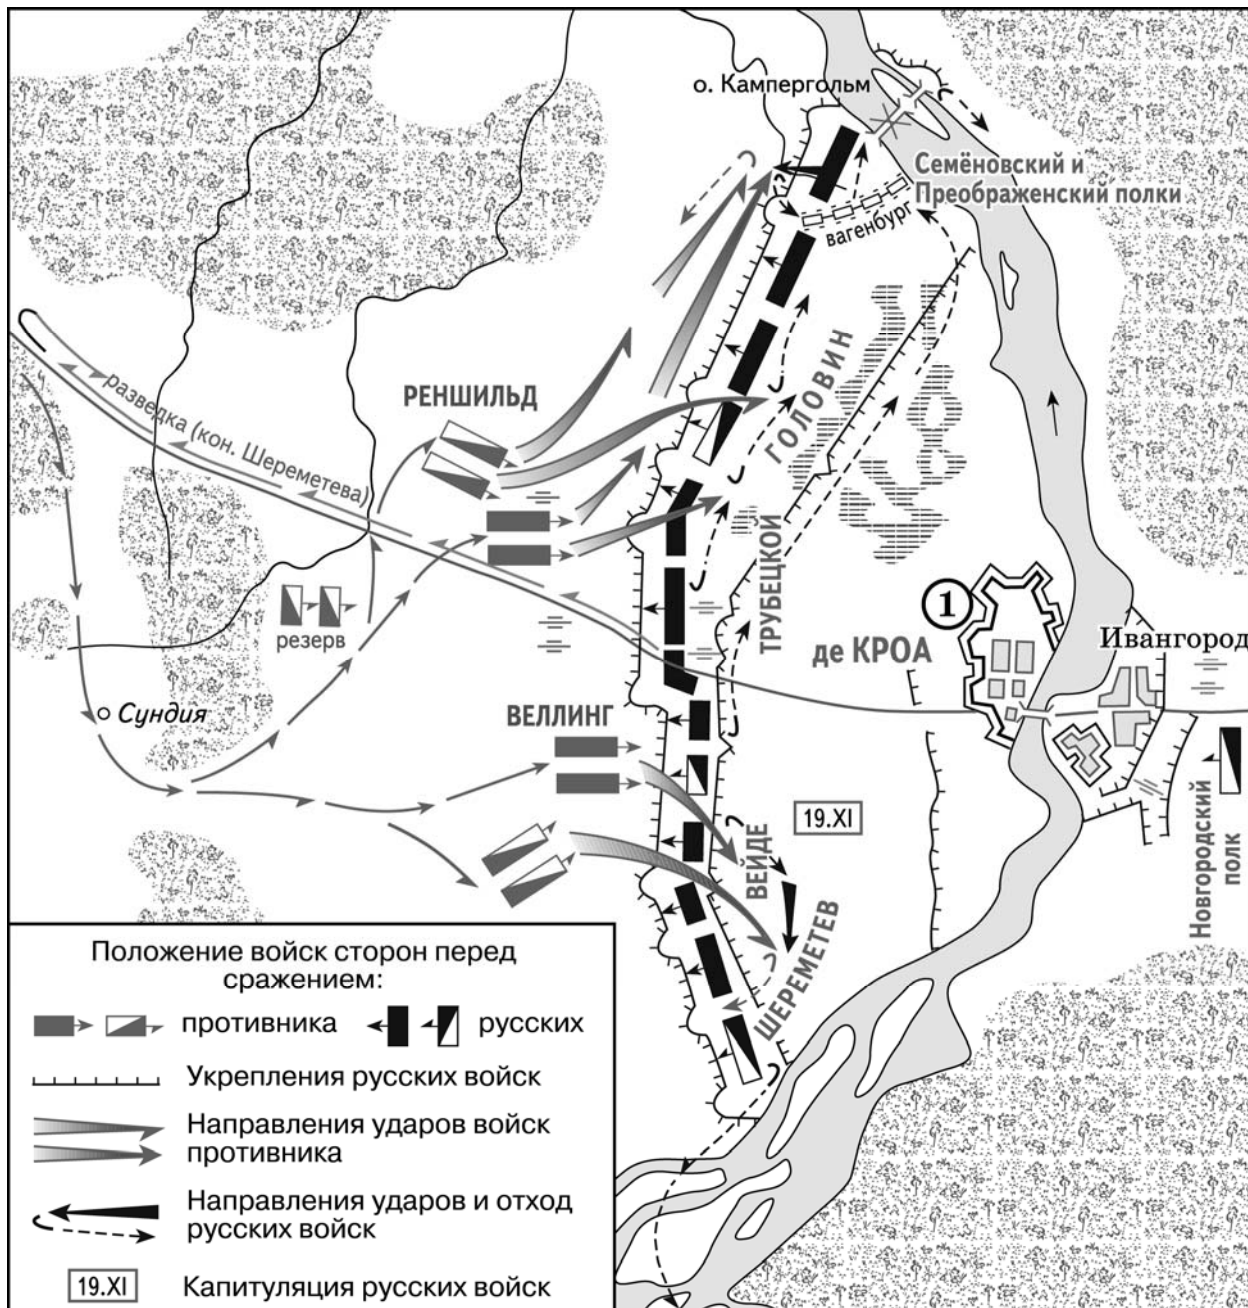 о. Кампергольм
Семёновский и
Преображенский полки
вагенбург
разведка (кон. Шереметева)
РЕНШИЛЬД
ГОЛОВИН
резерв
ТРУБЕЦКОЙ
1
Ивангород
де КРОА
Сундия
ВЕЛЛИНГ
19.XI
ВЕЙДЕ
Новгородский
полк
ШЕРЕМЕТЕВ
Положение войск сторон перед
сражением:
противника
русских
Укрепления русских войск
Направления ударов войск
противника
Направления ударов и отход
русских войск
19.XI
Капитуляция русских войск